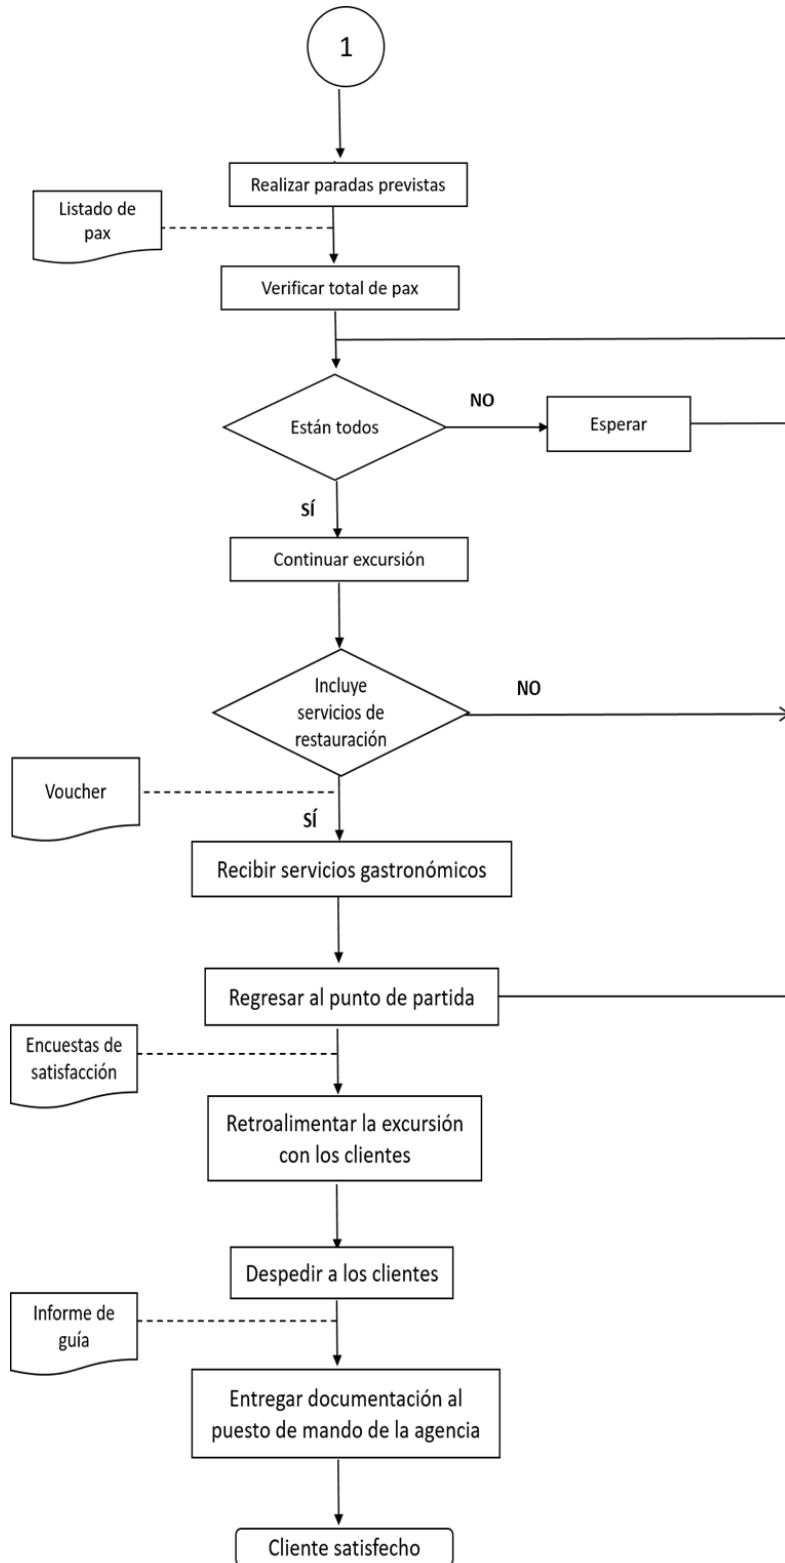 1
Realizar paradas previstas
Listado de
pax
Verificar total de pax
Están todos
NO
Esperar
SÍ
Continuar excursión
Incluye
servicios de
restauración
NO
Voucher
SÍ
Recibir servicios gastronómicos
Regresar al punto de partida
Encuestas de
satisfacción
Retroalimentar la excursión
con los clientes
Despedir a los clientes
Informe de
guía
Entregar documentación al
puesto de mando de la agencia
Cliente satisfecho